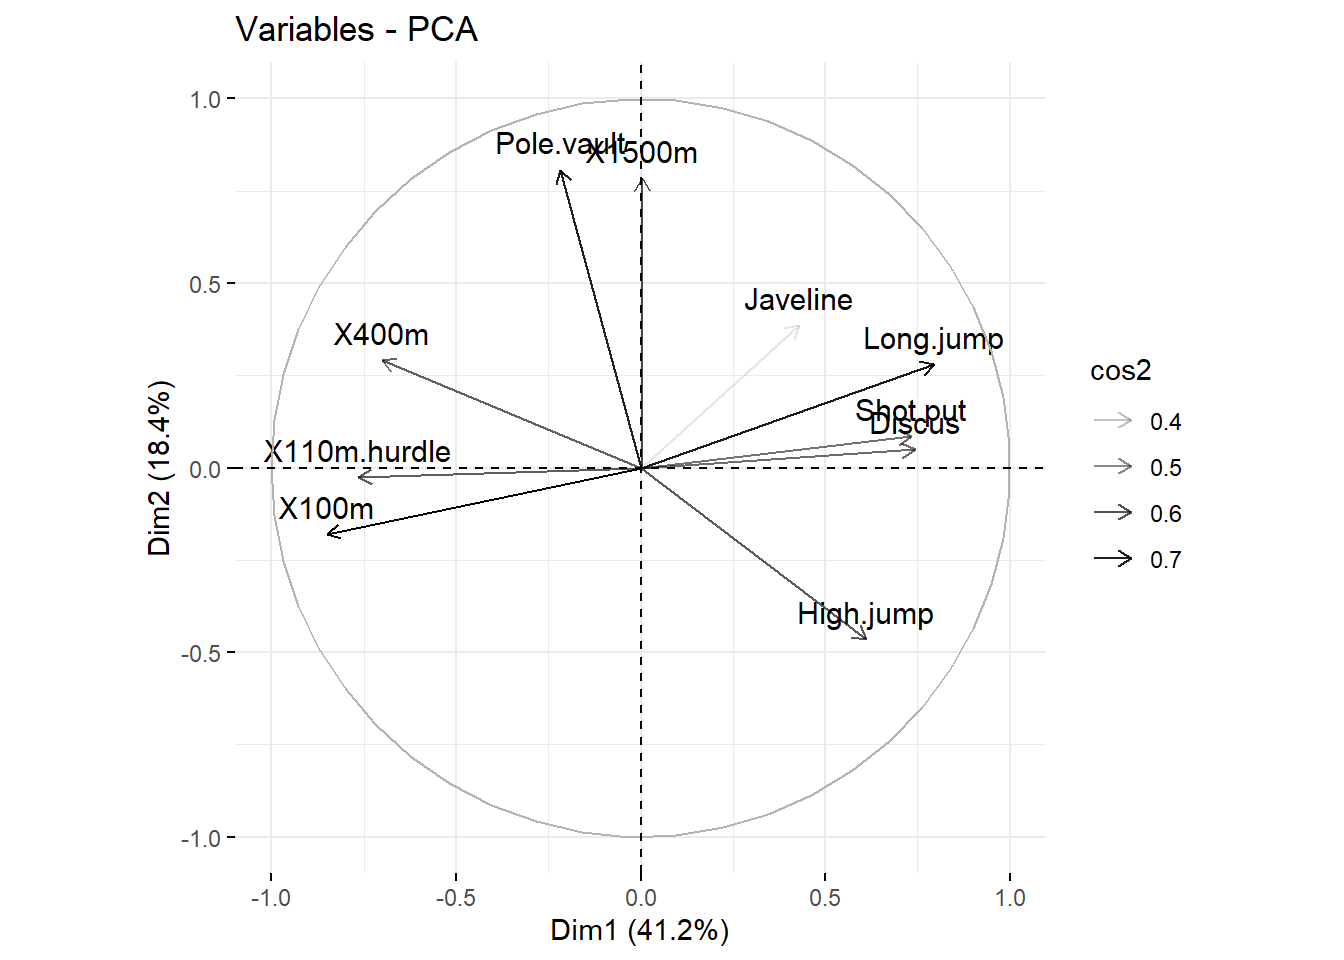 Variables - PCA
1.0
0.5
0.0
-0.5
-1.0
Dim2 (18.4%)
Pole.vault
X1500m
Javeline
X400m
Long.jump
Shot.put
Discus
X110m.hurdle
X100m
High.jump
-1.0
-0.5
0.0
0.5
1.0
Dim1 (41.2%)
cos2
0.4
0.5
0.6
0.7